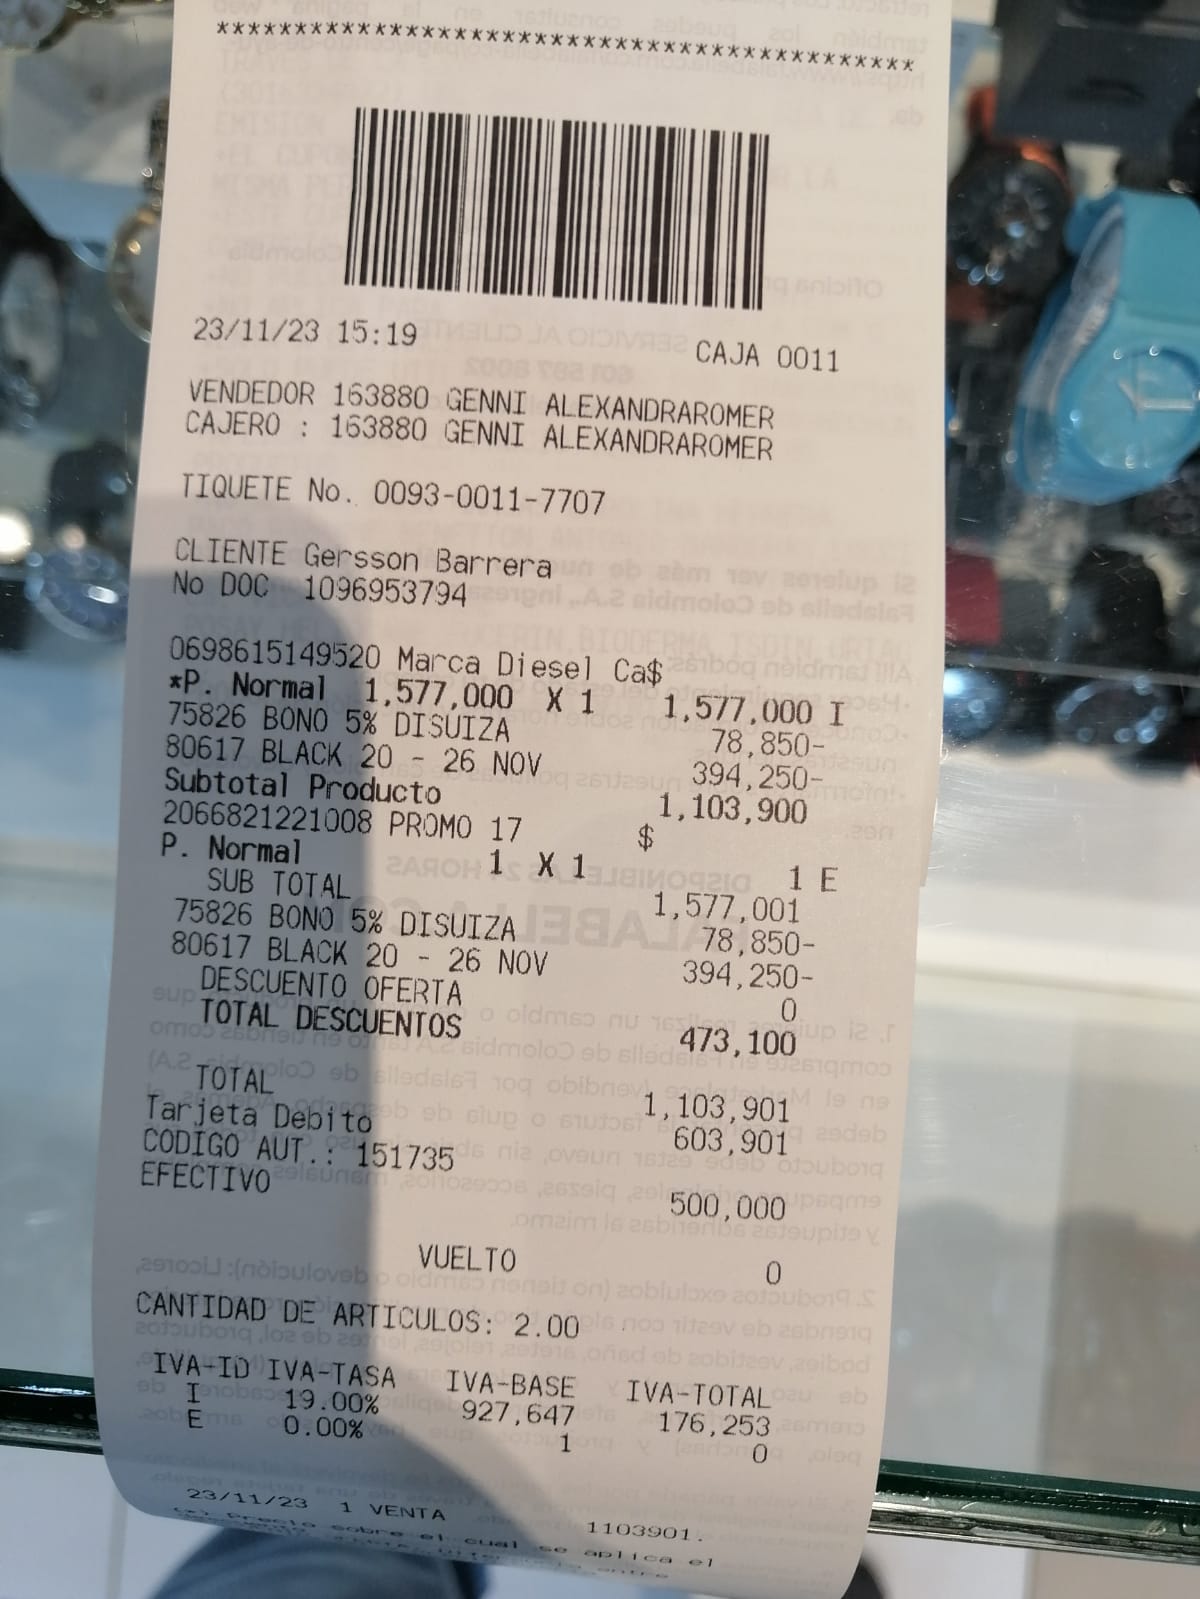 ********************************************
23/11/23 15:19 CAJA 0011
VENDEDOR 163880 GENNI ALEXANDRAROMER
CAJERO : 163880 GENNI ALEXANDRAROMER
TIQUETE No. 0093-0011-7707
CLIENTE Gersson Barrera
No DOC 1096953794
0698615149520 Marca Diesel Ca$
*P. Normal 1,577,000 X 1 1,577,000 I
75826 BONO 5% DISUIZA 78,850-
80617 BLACK 20 - 26 NOV 394,250-
Subtotal Producto 1,103,900
2066821221008 PROMO 17 $
P. Normal 1 X 1 1 E
SUB TOTAL 1,577,001
75826 BONO 5% DISUIZA 78,850-
80617 BLACK 20 - 26 NOV 394,250-
DESCUENTO OFERTA 0
TOTAL DESCUENTOS 473,100
TOTAL 1,103,901
Tarjeta Debito 603,901
CODIGO AUT.: 151735
EFECTIVO 500,000
VUELTO 0
CANTIDAD DE ARTICULOS: 2.00
IVA-ID IVA-TASA IVA-BASE IVA-TOTAL
I 19.00% 927,647 176,253
E 0.00% 1 0
23/11/23 1 VENTA 1103901.
(*) precio sobre el cual se aplica el